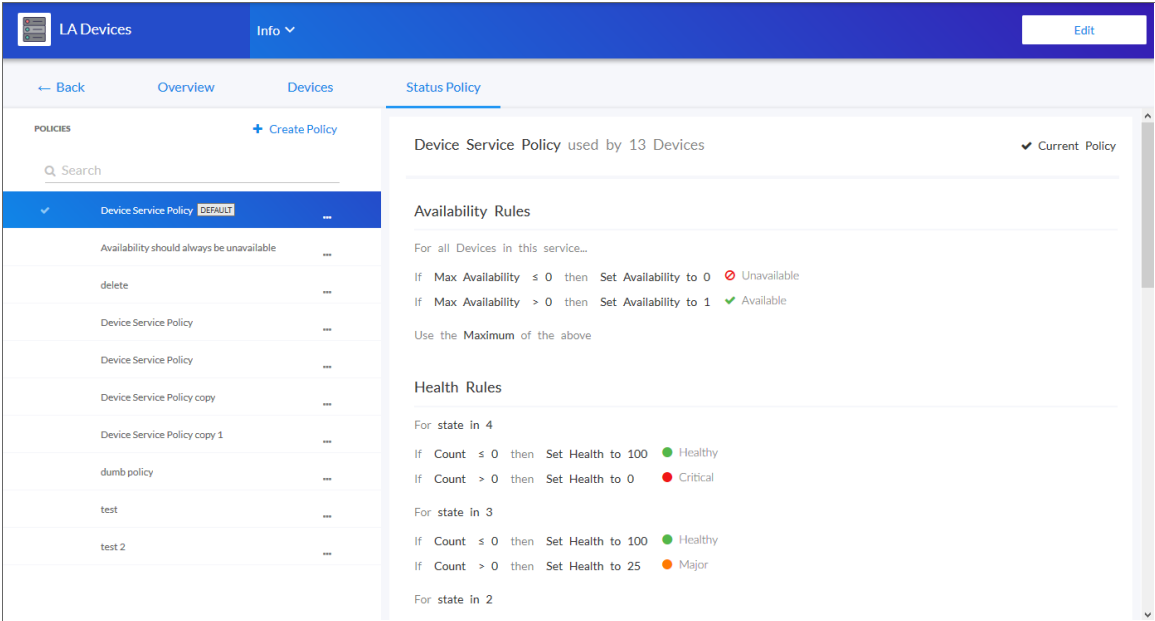 LA Devices
Info
Edit
← Back
Overview
Devices
Status Policy
POLICIES
+ Create Policy
Search
Device Service Policy DEFAULT
...
Availability should always be unavailable
...
delete
...
Device Service Policy
...
Device Service Policy
...
Device Service Policy copy
...
Device Service Policy copy 1
...
dumb policy
...
test
...
test 2
...
Device Service Policy used by 13 Devices
Current Policy
Availability Rules
For all Devices in this service...
If Max Availability ≤ 0 then Set Availability to 0 Unavailable
If Max Availability > 0 then Set Availability to 1 Available
Use the Maximum of the above
Health Rules
For state in 4
If Count ≤ 0 then Set Health to 100 Healthy
If Count > 0 then Set Health to 0 Critical
For state in 3
If Count ≤ 0 then Set Health to 100 Healthy
If Count > 0 then Set Health to 25 Major
For state in 2